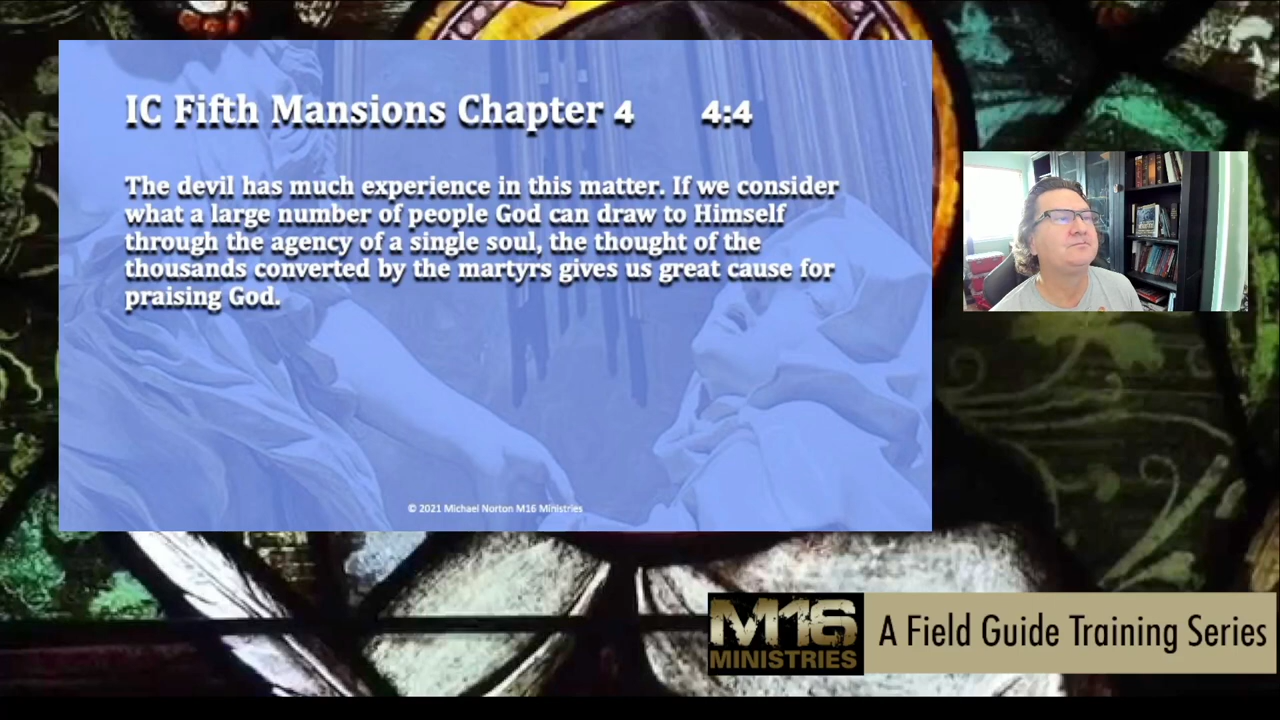 IC Fifth Mansions Chapter 4 4:4
The devil has much experience in this matter. If we consider
what a large number of people God can draw to Himself
through the agency of a single soul, the thought of the
thousands converted by the martyrs gives us great cause for
praising God.
© 2021 Michael Norton M16 Ministries
M16
MINISTRIES
A Field Guide Training Series